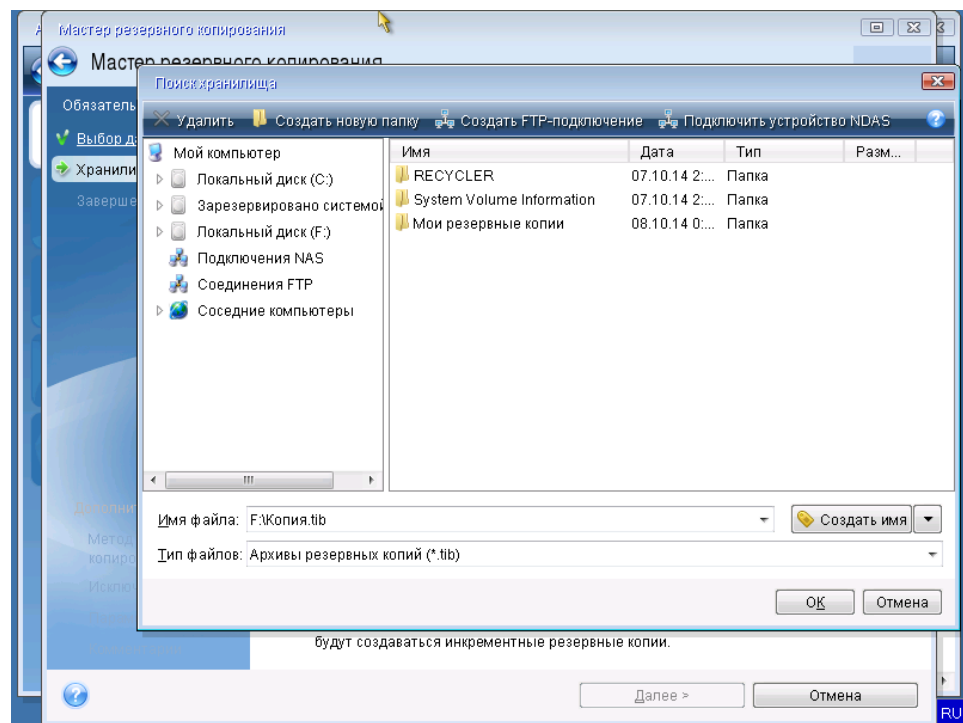 Мастер резервного копирования
Мастер резервного копирования
Поиск хранилища
Удалить Создать новую папку Создать FTP-подключение Подключить устройство NDAS
Обязатель
Выбор д
Хранили
Заверше
Мой компьютер
Локальный диск (C:)
Зарезервировано системой
Локальный диск (F:)
Подключения NAS
Соединения FTP
Соседние компьютеры
Имя Дата Тип Разм...
RECYCLER 07.10.14 2:... Папка
System Volume Information 07.10.14 2:... Папка
Мои резервные копии 08.10.14 0:... Папка
Имя файла: F:\Копия.tib Создать имя
Тип файлов: Архивы резервных копий (*.tib)
Метод
копиро
Исключ
OK Отмена
будут создаваться инкрементные резервные копии.
Далее > Отмена
RU